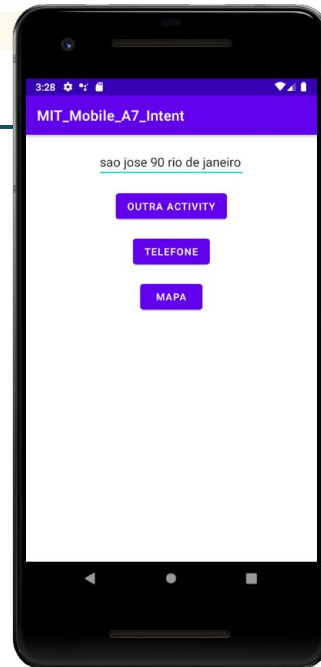 3:28
MIT_Mobile_A7_Intent
sao jose 90 rio de janeiro
OUTRA ACTIVITY
TELEFONE
MAPA